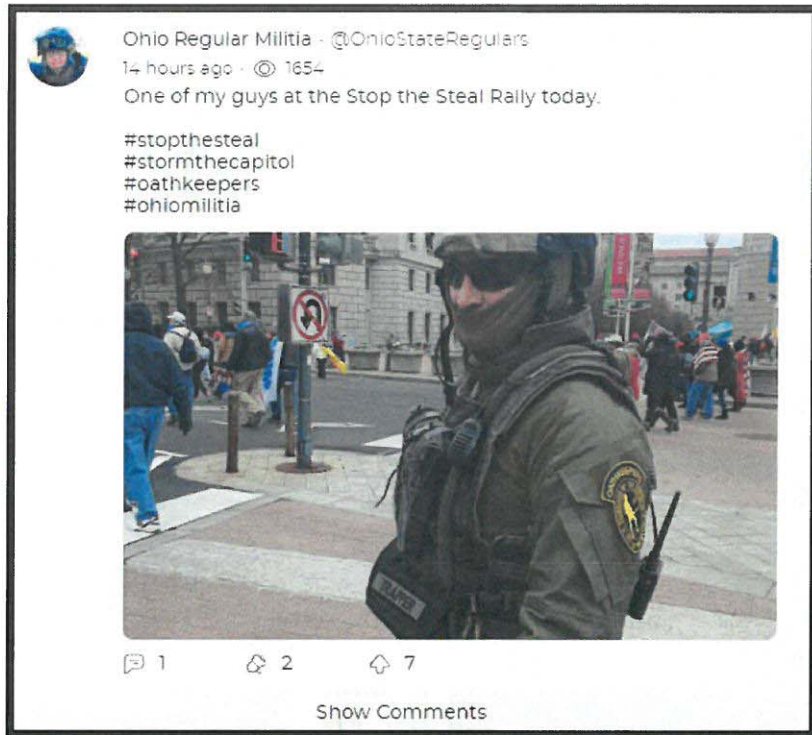 Ohio Regular Militia · @OhioStateRegulars
14 hours ago · 1654
One of my guys at the Stop the Steal Rally today.
#stopthesteal
#stormthecapitol
#oathkeepers
#ohiomilitia
TRAPPER
1 2 7
Show Comments